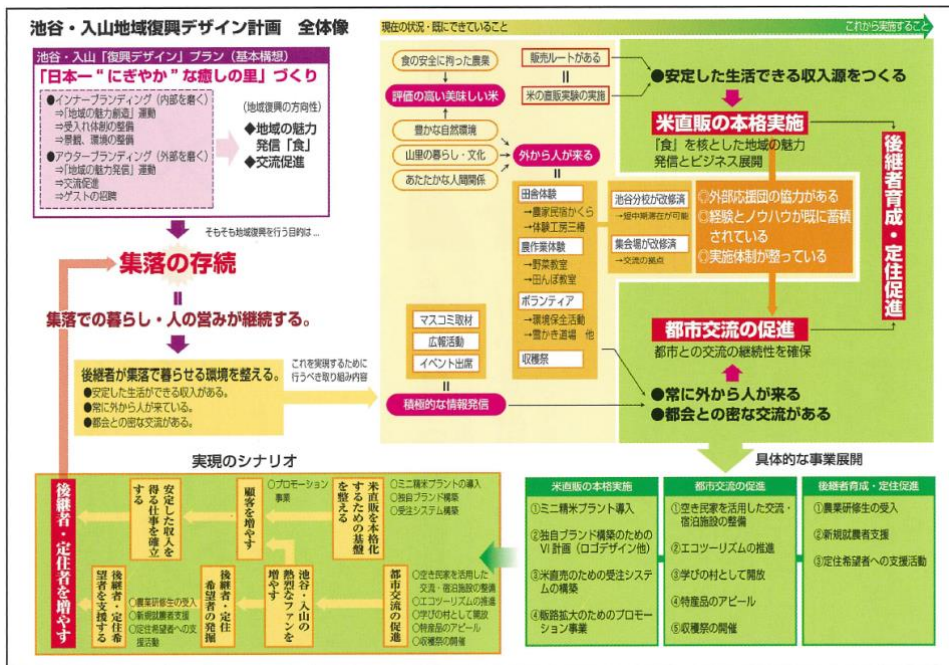 池谷・入山地域復興デザイン計画　全体像
池谷・入山「復興デザイン」プラン（基本構想）
「日本一 “ にぎやか ” な癒しの里」づくり
●インナーブランディング（内部を磨く）
⇒「地域の魅力創造」運動
⇒受入れ体制の整備
⇒景観、環境の整備
●アウターブランディング（外部を磨く）
⇒「地域の魅力発信」運動
⇒交流促進
⇒ゲストの招聘
（地域復興の方向性）
◆地域の魅力
発信「食」
◆交流促進
そもそも地域復興を行う目的は…
集落の存続
＝
集落での暮らし・人の営みが継続する。
後継者が集落で暮らせる環境を整える。
●安定した生活ができる収入がある。
●常に外から人が来ている。
●都会との密な交流がある。
これを実現するために
行うべき取り組み内容
現在の状況・既にできていること
これから実施すること
食の安全に拘った農業
評価の高い美味しい米
豊かな自然環境
山里の暮らし・文化
あたたかな人間関係
販売ルートがある
＝
米の直販実験の実施
外から人が来る
＝
田舎体験
→農家民宿かくら
→体験工房三椿
農作業体験
→野菜教室
→田んぼ教室
ボランティア
→環境保全活動
→雪かき道場　他
収穫祭
池谷分校が改修済
→短中期滞在が可能
集会場が改修済
→交流の拠点
マスコミ取材
広報活動
イベント出席
＝
積極的な情報発信
●安定した生活できる収入源をつくる
米直販の本格実施
「食」を核とした地域の魅力
発信とビジネス展開
◎外部応援団の協力がある
◎経験とノウハウが既に蓄積
されている
◎実施体制が整っている
都市交流の促進
都市との交流の継続性を確保
●常に外から人が来る
●都会との密な交流がある
後継者育成・定住促進
具体的な事業展開
米直販の本格実施
①ミニ精米プラント導入
②独自ブランド構築のための
VI計画（ロゴデザイン他）
③米直売のための受注システム
の構築
④販路拡大のためのプロモー
ション事業
都市交流の促進
①空き民家を活用した交流・
宿泊施設の整備
②エコツーリズムの推進
③学びの村として開放
④特産品のアピール
⑤収穫祭の開催
後継者育成・定住促進
①農業研修生の受入
②新規就農者支援
③定住希望者への支援活動
実現のシナリオ
後継者・定住者を増やす
安定した収入を
得る仕事を確立
する
顧客を増やす
○プロモーション
事業
米直販を本格化
するための基盤
を整える
○ミニ精米プラントの導入
○独自ブランド構築
○受注システム構築
後継者・定住希
望者を支援する
○農業研修生の受入
○新規就農者支援
○定住希望者への支
援活動
後継者・定住
希望者の発掘
池谷・入山の
熱烈なファンを
増やす
都市交流の促進
○空き民家を活用した
交流・宿泊施設の整備
○エコツーリズムの推進
○学びの村として開放
○特産品のアピール
○収穫祭の開催